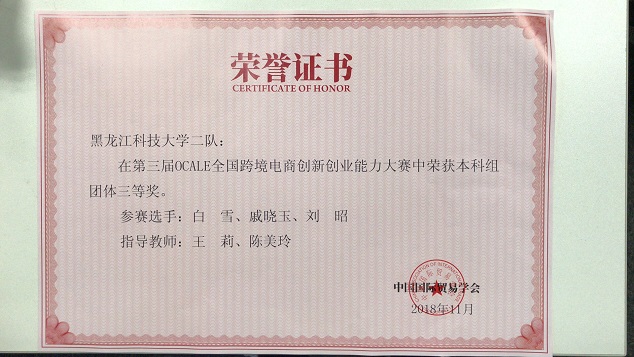 荣誉证书
CERTIFICATE OF HONOR
黑龙江科技大学二队：
在第三届OCALE全国跨境电商创新创业能力大赛中荣获本科组
团体三等奖。
参赛选手：白　雪、戚晓玉、刘　昭
指导教师：王　莉、陈美玲
中国国际贸易学会
2018年11月